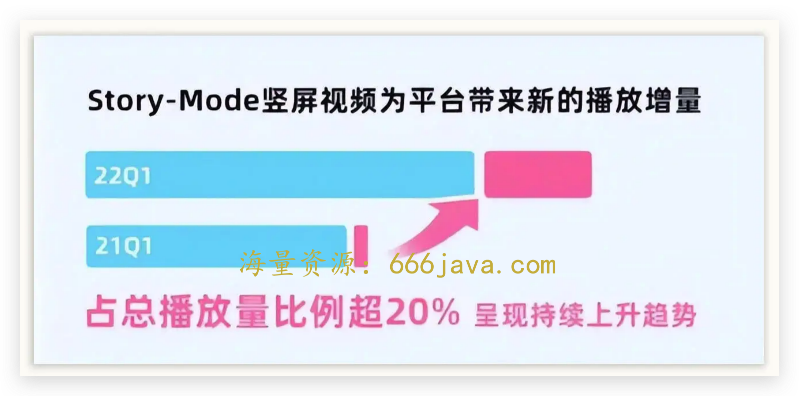 Story-Mode竖屏视频为平台带来新的播放增量
22Q1
21Q1
海量资源：666java.com
占总播放量比例超20% 呈现持续上升趋势